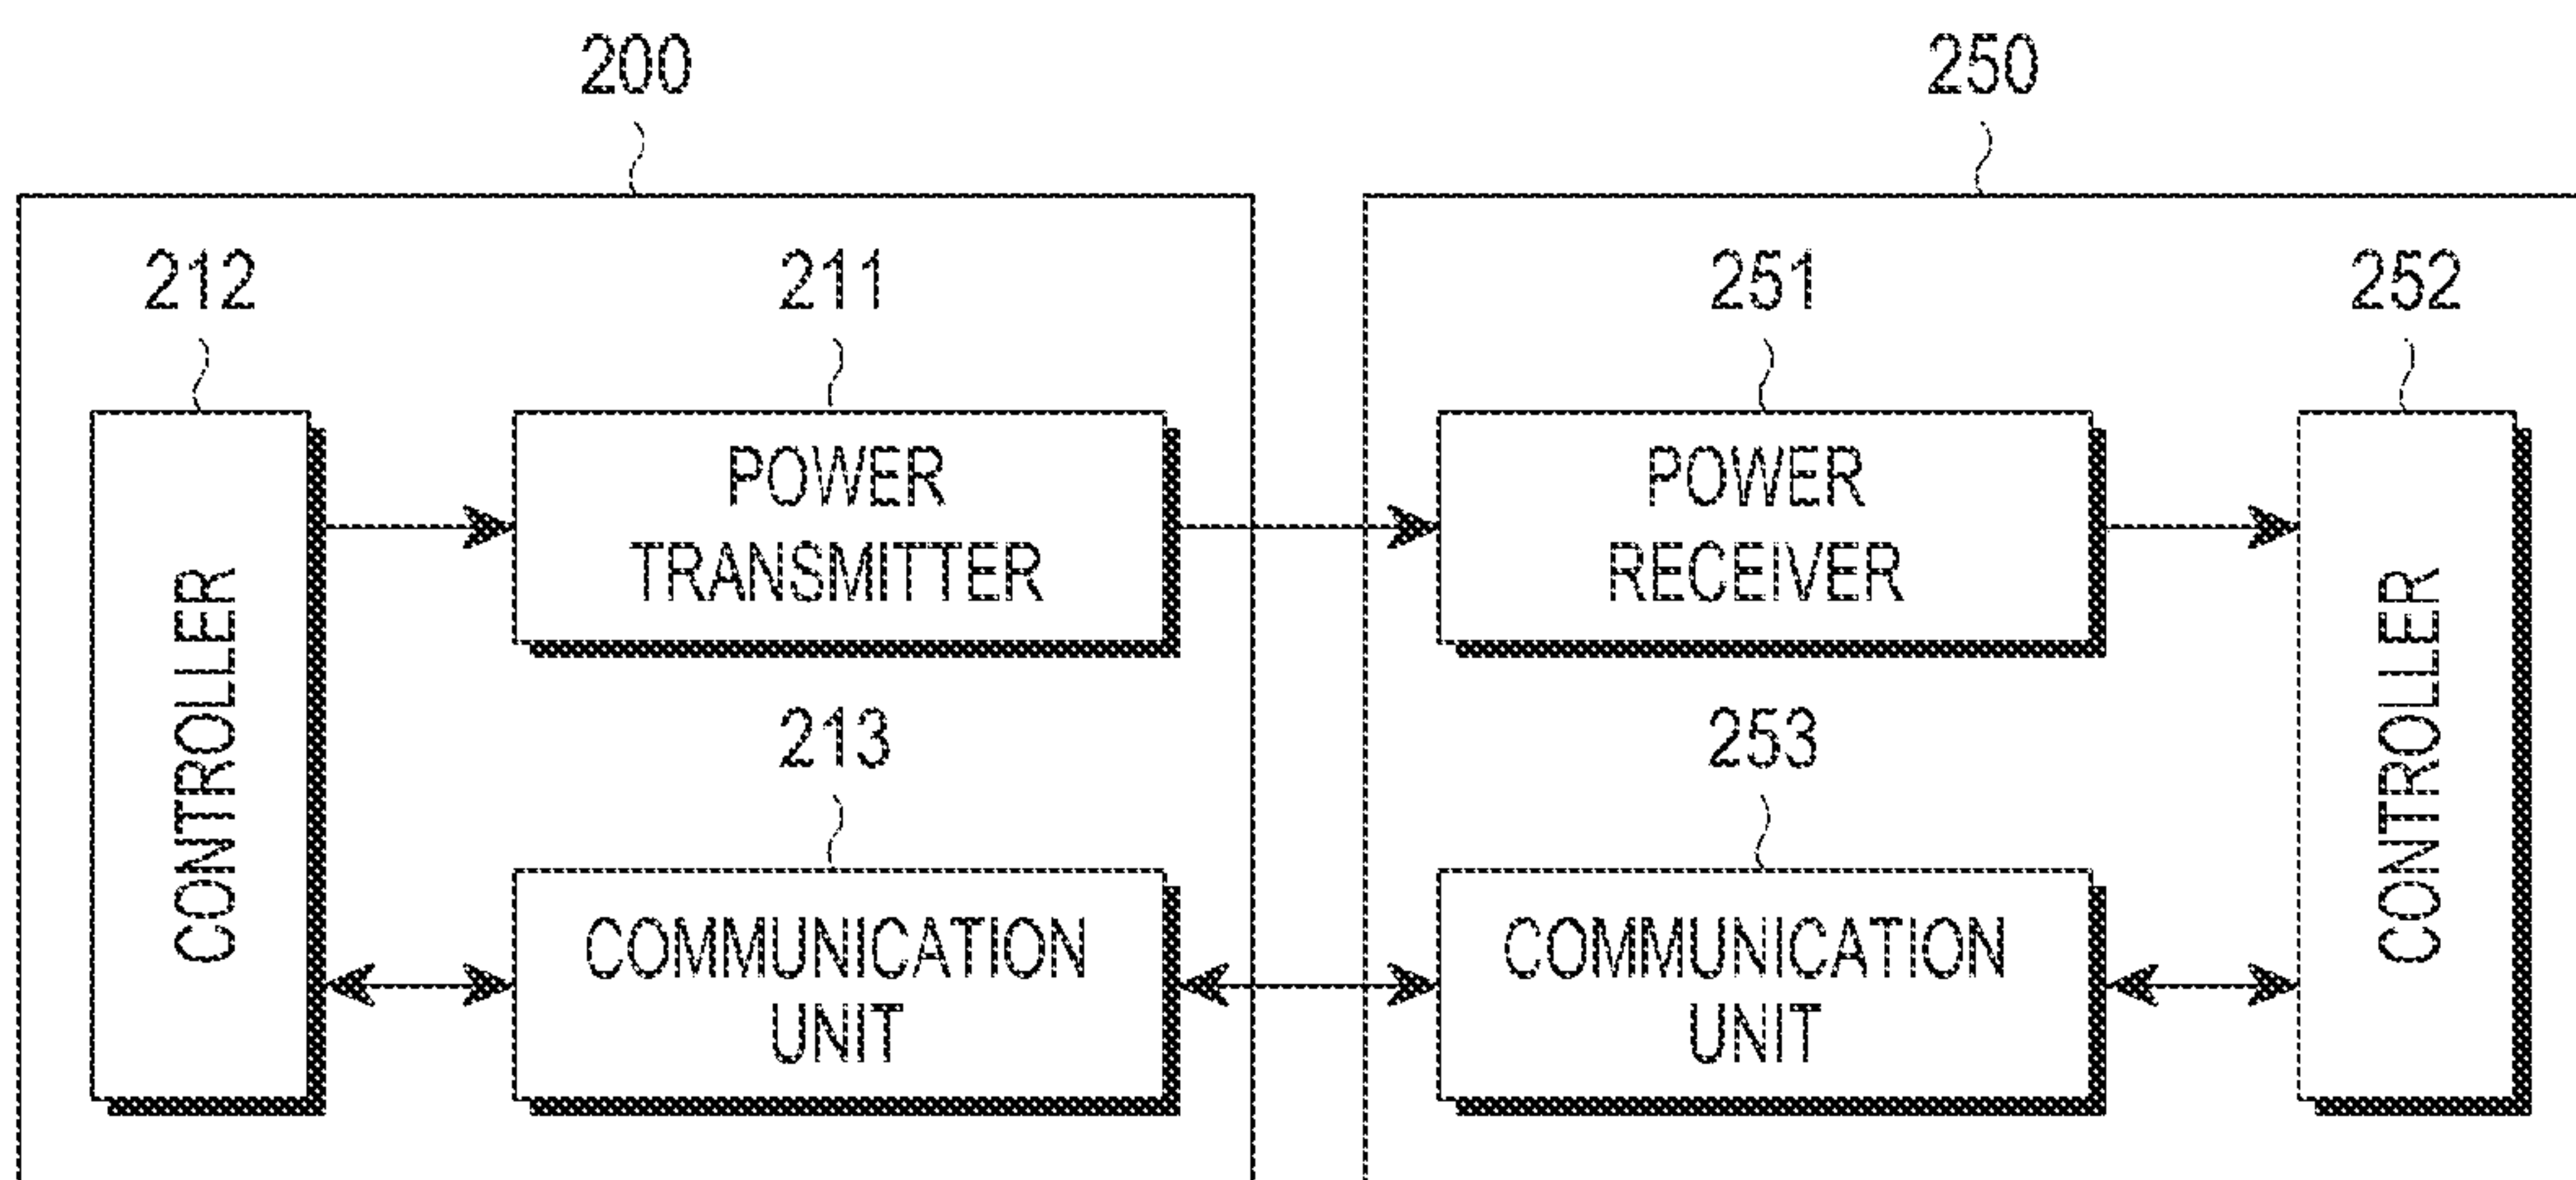 200
250
212
211
251
252
POWER
TRANSMITTER
POWER
RECEIVER
CONTROLLER
CONTROLLER
213
253
COMMUNICATION
UNIT
COMMUNICATION
UNIT